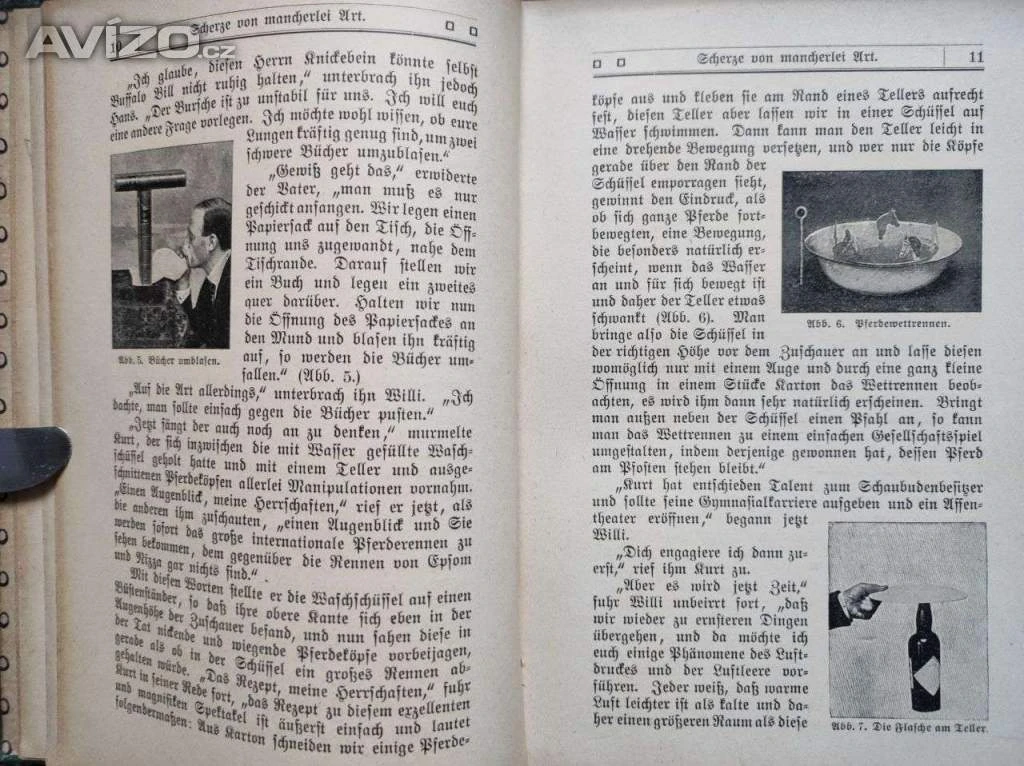 AVÍZO.cz
10
Scherze von mancherlei Art.
„Ich glaube, diesen Herrn Knickebein könnte selbst
Buffalo Bill nicht ruhig halten,“ unterbrach ihn jedoch
Hans. „Der Bursche ist zu unstabil für uns. Ich will euch
eine andere Frage vorlegen. Ich möchte wohl wissen, ob eure
Lungen kräftig genug sind, um zwei
schwere Bücher umzublasen.“
„Gewiß geht das,“ erwiderte
der Vater, „man muß es nur
geschickt anfangen. Wir legen einen
Papiersack auf den Tisch, die Öff-
nung uns zugewandt, nahe dem
Tischrande. Darauf stellen wir
ein Buch und legen ein zweites
quer darüber. Halten wir nun
die Öffnung des Papiersackes an
den Mund und blasen ihn kräftig
auf, so werden die Bücher um-
fallen.“ (Abb. 5.)
Abb. 5. Bücher umblasen.
„Auf die Art allerdings,“ unterbrach ihn Willi. „Ich
dachte, man sollte einfach gegen die Bücher pusten.“
„Jetzt fängt der auch noch an zu denken,“ murmelte
Kurt, der sich inzwischen die mit Wasser gefüllte Wasch-
schüssel geholt hatte und mit einem Teller und ausge-
schnittenen Pferdeköpfen allerlei Manipulationen vornahm.
„Einen Augenblick, meine Herrschaften,“ rief er jetzt, als
die anderen ihm zuschauten, „einen Augenblick und Sie
werden sofort das große internationale Pferderennen zu
sehen bekommen, dem gegenüber die Rennen von Epsom
und Nizza gar nichts sind.“
Mit diesen Worten stellte er die Waschschüssel auf einen
Büstenständer, so daß ihre obere Kante sich eben in der
Augenhöhe der Zuschauer befand, und nun sahen diese in
der Tat nickende und wiegende Pferdeköpfe vorbeijagen,
gerade als ob in der Schüssel ein großes Rennen ab-
gehalten würde. „Das Rezept, meine Herrschaften,“ fuhr
Kurt in seiner Rede fort, „das Rezept zu diesem exzellenten
und magnifiken Spektakel ist äußerst einfach und lautet
folgendermaßen: Aus Karton schneiden wir einige Pferde-
Scherze von mancherlei Art.
11
köpfe aus und kleben sie am Rand eines Tellers aufrecht
fest, diesen Teller aber lassen wir in einer Schüssel auf
Wasser schwimmen. Dann kann man den Teller leicht in
eine drehende Bewegung versetzen, und wer nur die Köpfe
gerade über den Rand der
Schüssel emporragen sieht,
gewinnt den Eindruck, als
ob sich ganze Pferde fort-
bewegten, eine Bewegung,
die besonders natürlich er-
scheint, wenn das Wasser
an und für sich bewegt ist
und daher der Teller etwas
schwankt (Abb. 6). Man
bringe also die Schüssel in
Abb. 6. Pferdewettrennen.
der richtigen Höhe vor dem Zuschauer an und lasse diesen
womöglich nur mit einem Auge und durch eine ganz kleine
Öffnung in einem Stücke Karton das Wettrennen beob-
achten, es wird ihm dann sehr natürlich erscheinen. Bringt
man außen neben der Schüssel einen Pfahl an, so kann
man das Wettrennen zu einem einfachen Gesellschaftsspiel
umgestalten, indem derjenige gewonnen hat, dessen Pferd
am Pfosten stehen bleibt.“
„Kurt hat entschieden Talent zum Schaubudenbesitzer
und sollte seine Gymnasialkarriere aufgeben und ein Affen-
theater eröffnen,“ begann jetzt
Willi.
„Dich engagiere ich dann zu-
erst,“ rief ihm Kurt zu.
„Aber es wird jetzt Zeit,“
fuhr Willi unbeirrt fort, „daß
wir wieder zu ernsteren Dingen
übergehen, und da möchte ich
euch einige Phänomene des Luft-
druckes und der Luftleere vor-
führen. Jeder weiß, daß warme
Luft leichter ist als kalte und da-
her einen größeren Raum als diese
Abb. 7. Die Flasche am Teller.